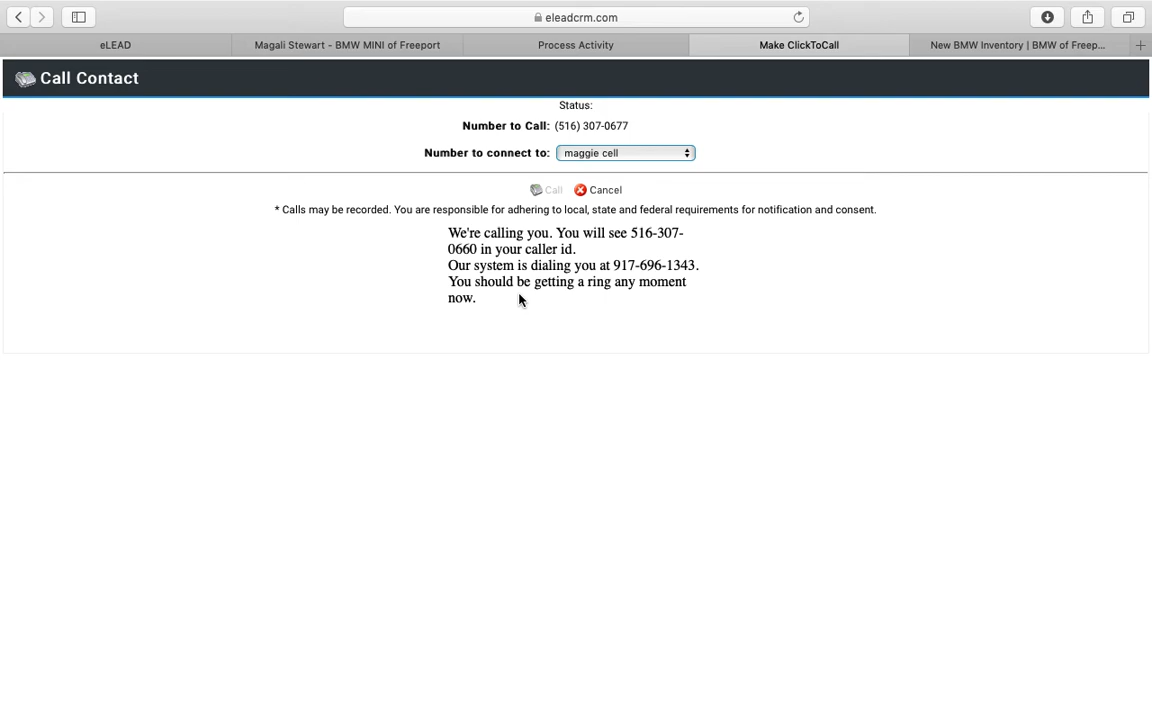 eleadcrm.com
eLEAD
Magali Stewart - BMW MINI of Freeport
Process Activity
Make ClickToCall
New BMW Inventory | BMW of Freep...
Call Contact
Status:
Number to Call: (516) 307-0677
Number to connect to: maggie cell
Call Cancel
* Calls may be recorded. You are responsible for adhering to local, state and federal requirements for notification and consent.
We're calling you. You will see 516-307-
0660 in your caller id.
Our system is dialing you at 917-696-1343.
You should be getting a ring any moment
now.